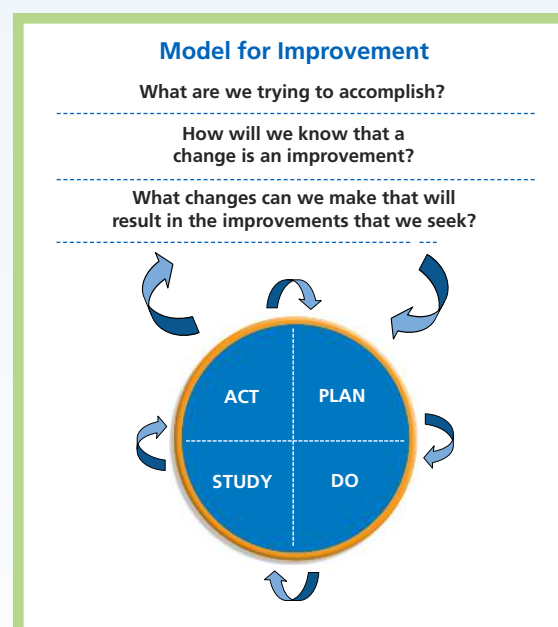 Model for Improvement
What are we trying to accomplish?
How will we know that a
change is an improvement?
What changes can we make that will
result in the improvements that we seek?
ACT
PLAN
STUDY
DO